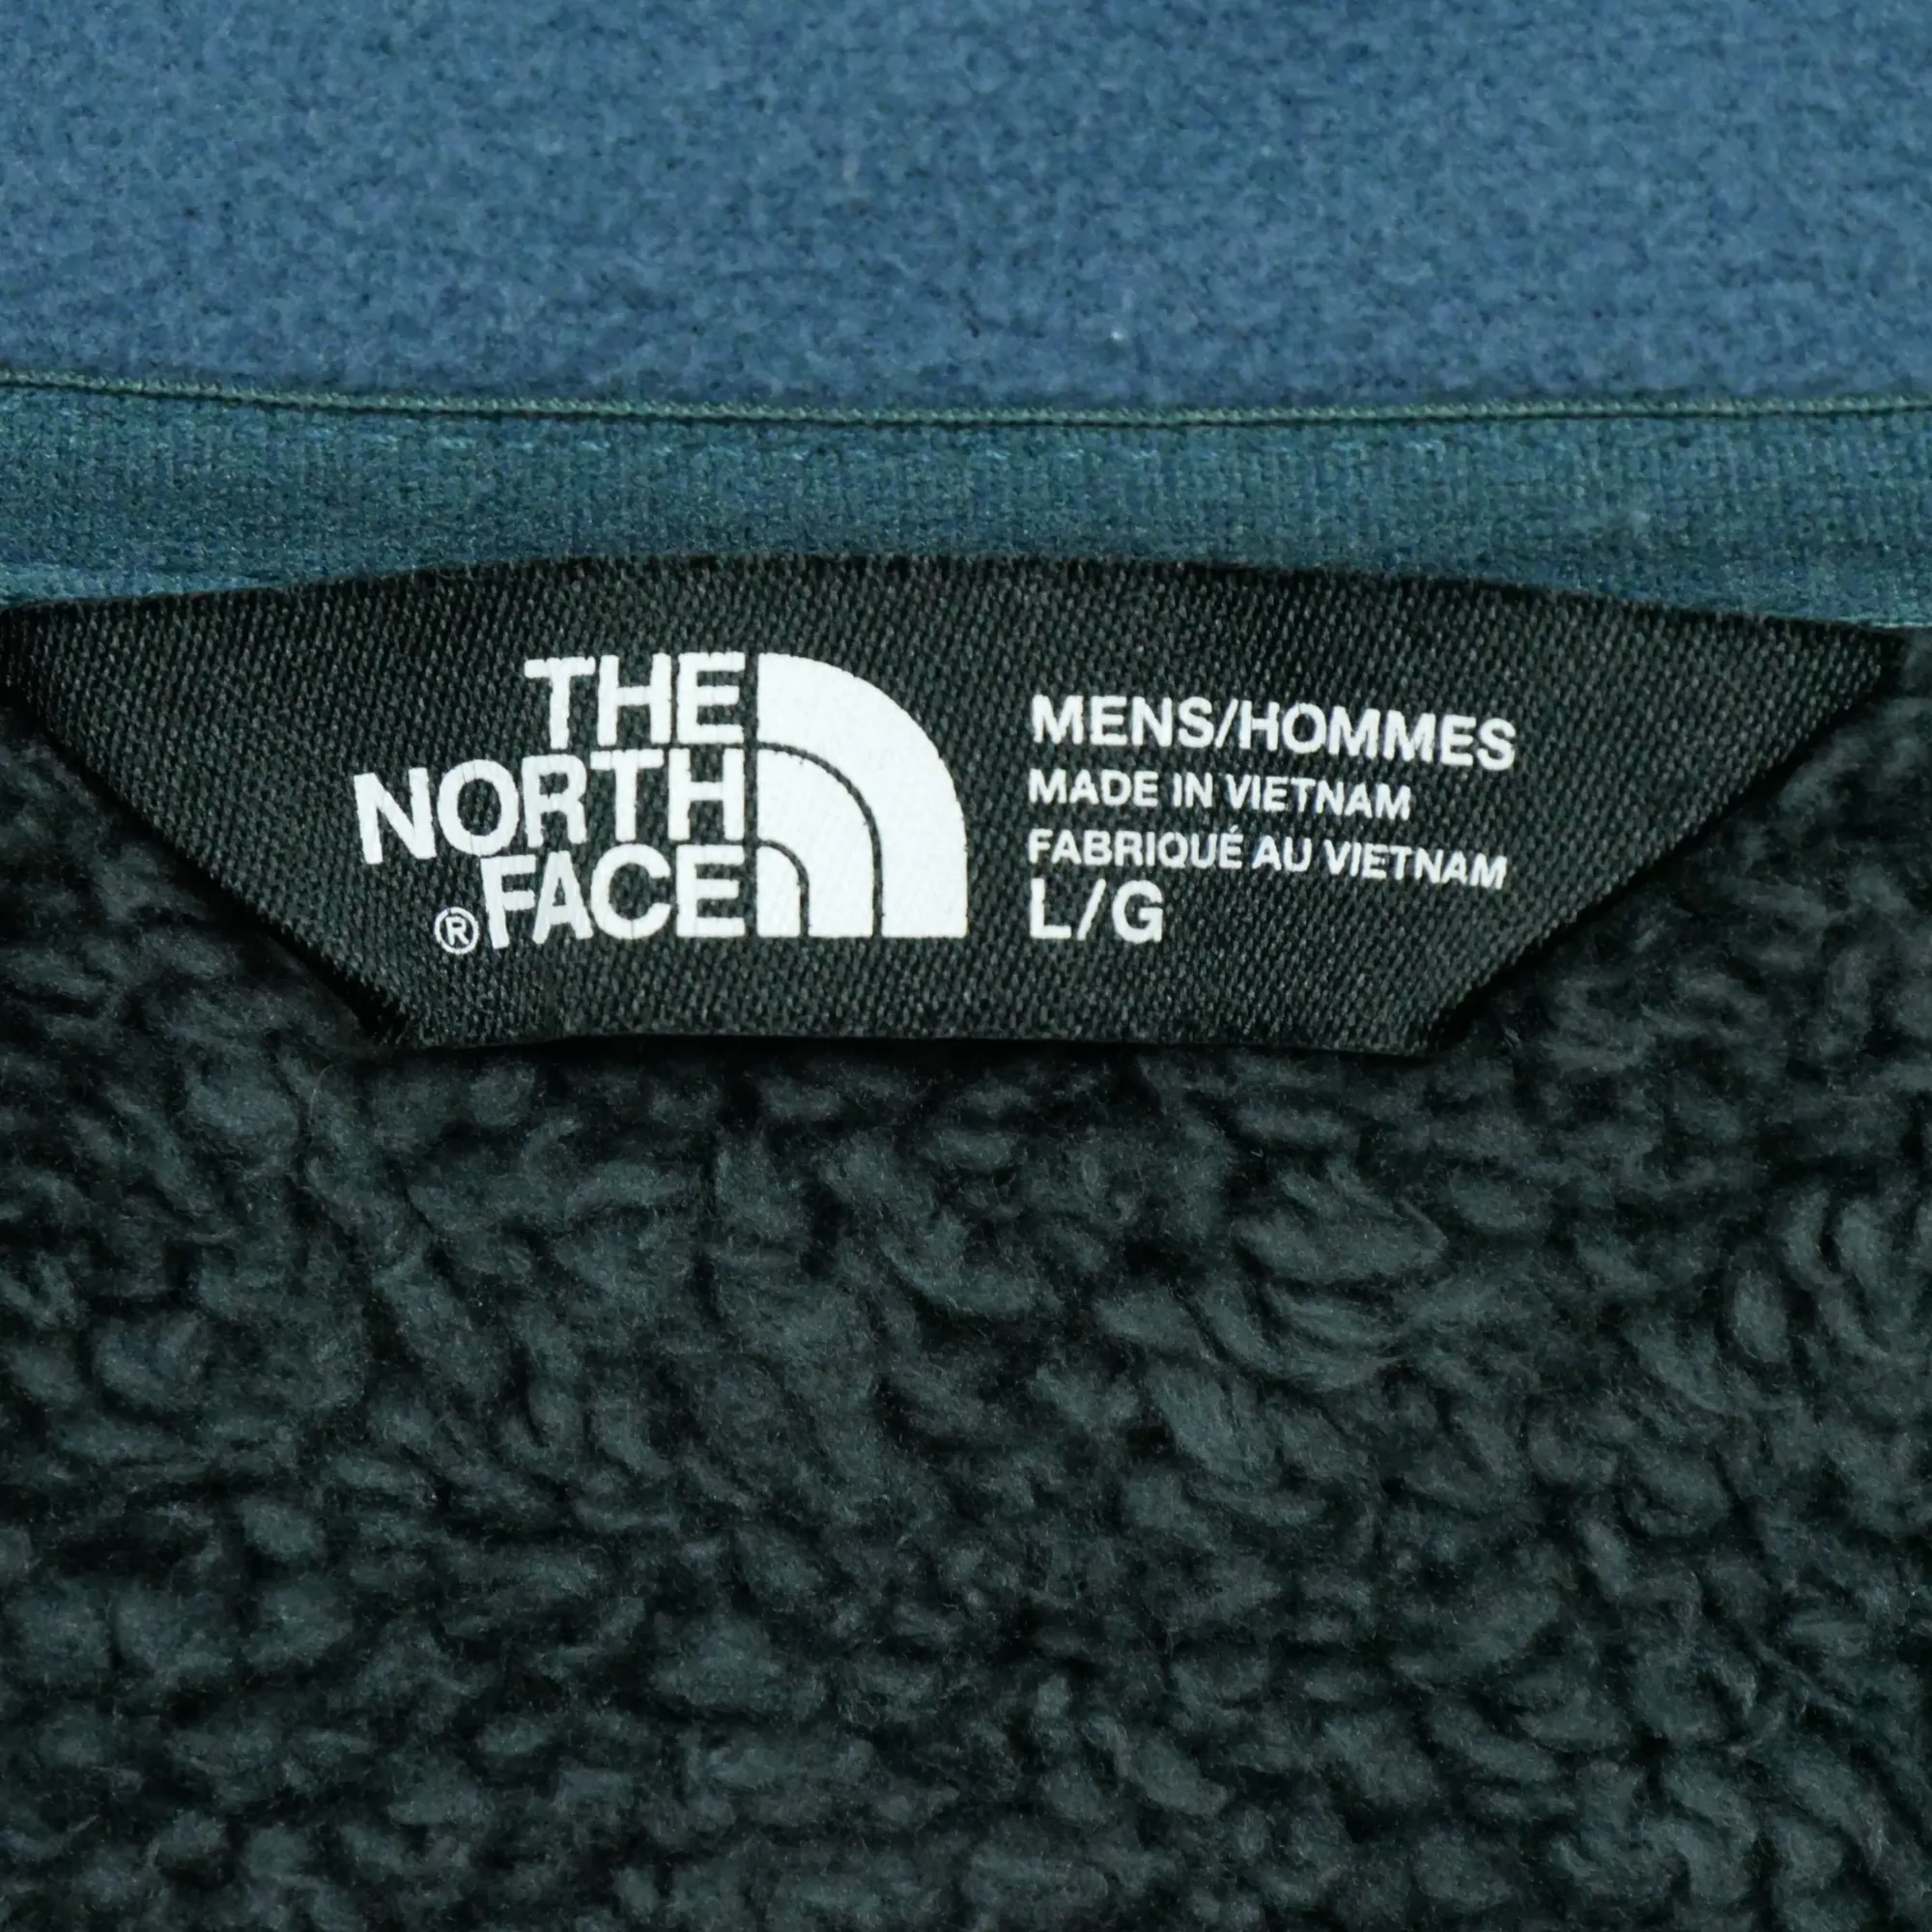 THE
NORTH
®FACE
MENS/HOMMES
MADE IN VIETNAM
FABRIQUÉ AU VIETNAM
L/G